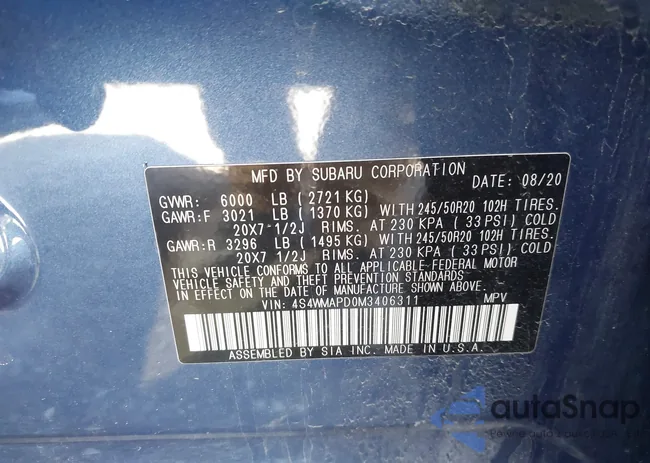 MFD BY SUBARU CORPORATION DATE: 08/20
GVWR: 6000 LB ( 2721 KG)
GAWR:F 3021 LB ( 1370 KG) WITH 245/50R20 102H TIRES.
20X7-1/2J RIMS. AT 230 KPA ( 33 PSI) COLD
GAWR:R 3296 LB ( 1495 KG) WITH 245/50R20 102H TIRES.
20X7 1/2J RIMS. AT 230 KPA ( 33 PSI) COLD
THIS VEHICLE CONFORMS TO ALL APPLICABLE FEDERAL MOTOR
VEHICLE SAFETY AND THEFT PREVENTION STANDARDS
IN EFFECT ON THE DATE OF MANUFACTURE SHOWN ABOVE.
VIN: 4S4WMAPD0M3406311 MPV
ASSEMBLED BY SIA INC. MADE IN U.S.A.
autoSnap
Pewne auto z